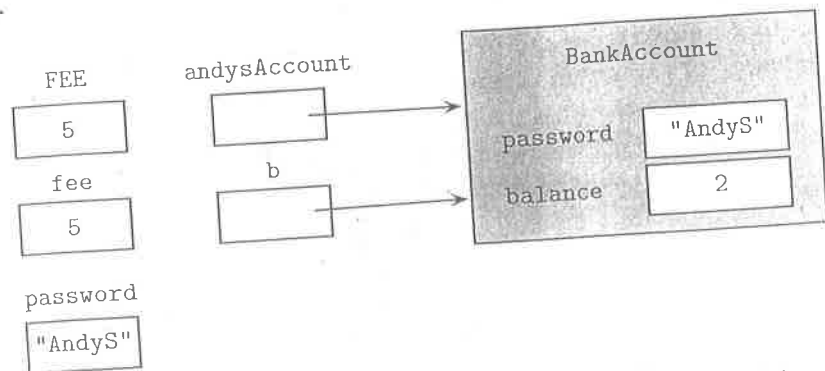 BankAccount
FEE
andysAccount
5
password
"AndyS"
fee
b
balance
2
5
password
"AndyS"